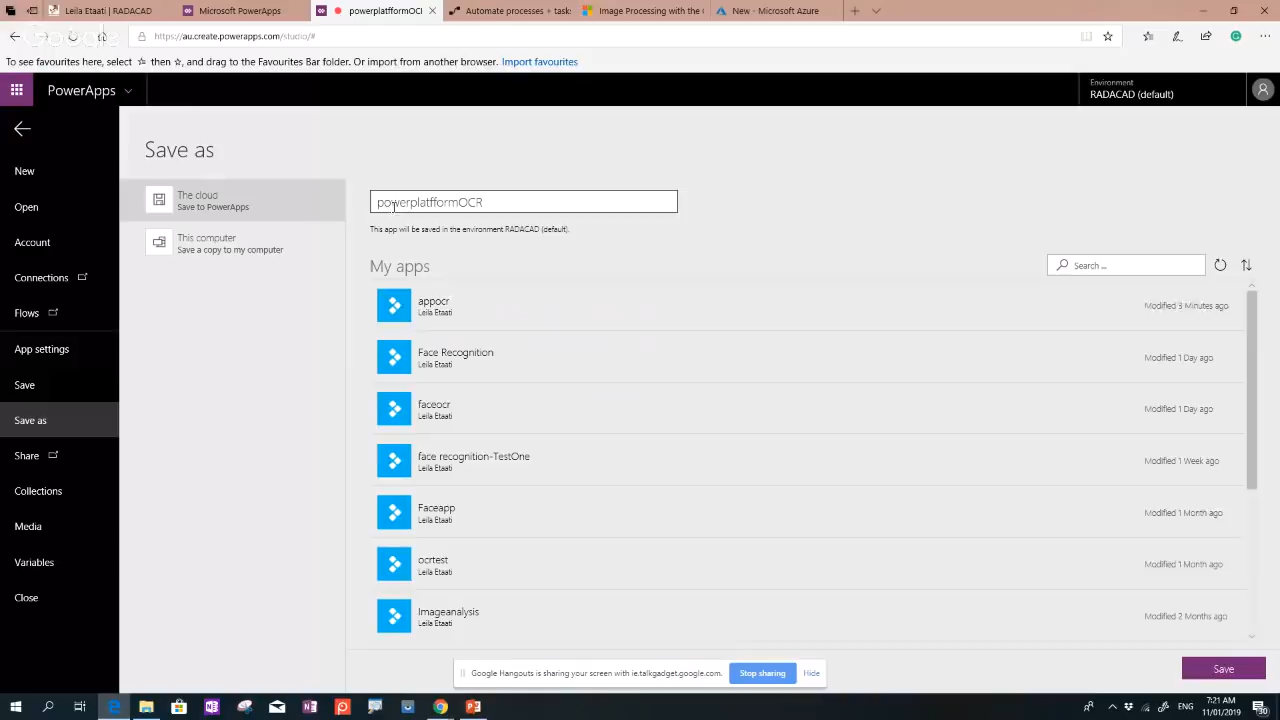 Leila Etaati | RADACAD
Microsoft PowerApps
powerplatformOCI
Automate processes + task
Image Processing with the C
New - Microsoft Azure
https://au.create.powerapps.com/studio/#
To see favourites here, select ☆ then ☆, and drag to the Favourites Bar folder. Or import from another browser. Import favourites
PowerApps
Environment
RADACAD (default)
Save as
New
Open
Account
Connections
Flows
App settings
Save
Save as
Share
Collections
Media
Variables
Close
The cloud
Save to PowerApps
This computer
Save a copy to my computer
powerplatfformOCR
This app will be saved in the environment RADACAD (default).
My apps
Search ...
appocr
Leila Etaati
Modified 3 Minutes ago
Face Recognition
Leila Etaati
Modified 1 Day ago
faceocr
Leila Etaati
Modified 1 Day ago
face recognition-TestOne
Leila Etaati
Modified 1 Week ago
Faceapp
Leila Etaati
Modified 1 Month ago
ocrtest
Leila Etaati
Modified 1 Month ago
Imageanalysis
Leila Etaati
Modified 2 Months ago
Google Hangouts is sharing your screen with ie.talkgadget.google.com.
Stop sharing
Hide
Save
ENG
7:21 AM
11/01/2019
30